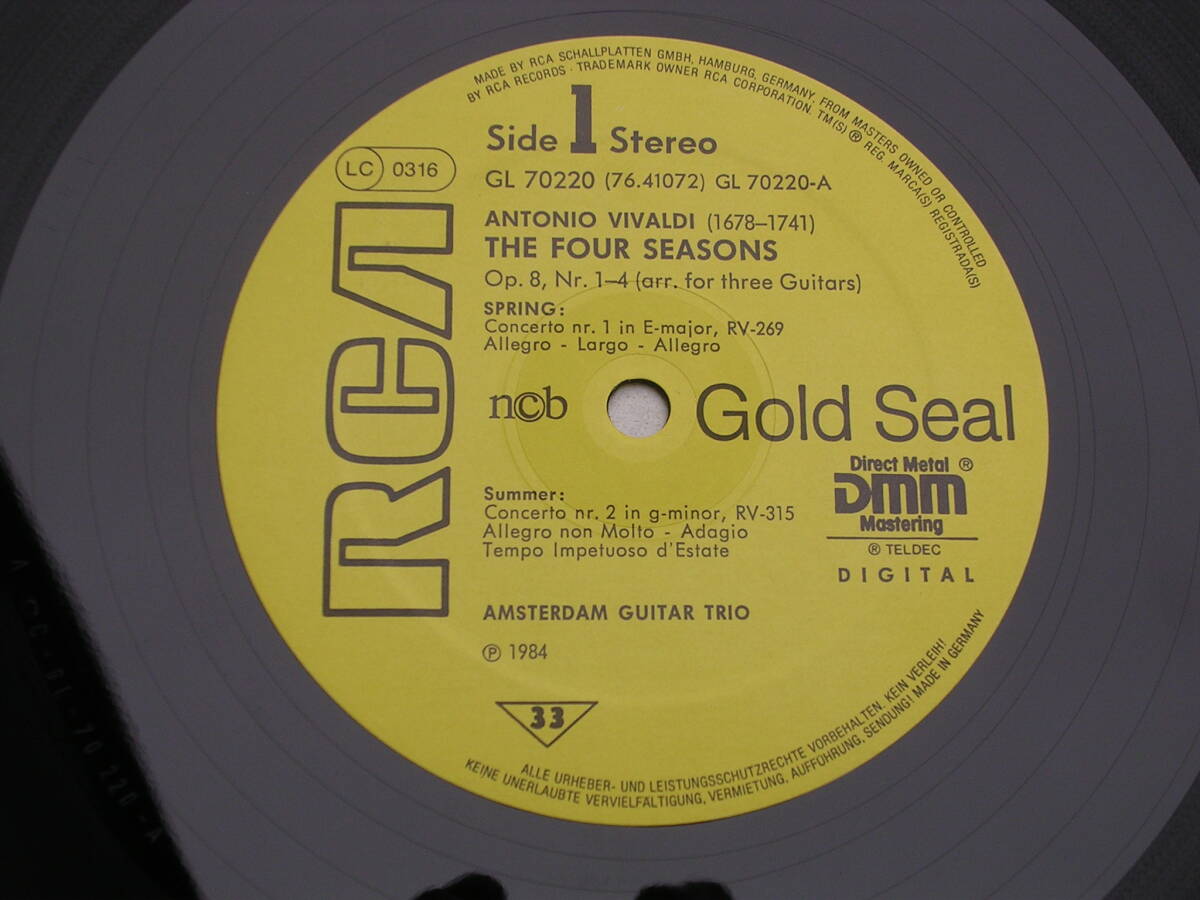 MADE BY RCA SCHALLPLATTEN GMBH, HAMBURG, GERMANY, FROM MASTERS OWNED OR CONTROLLED
BY RCA RECORDS · TRADEMARK OWNER RCA CORPORATION. TM(S) ® REG. MARCA(S) REGISTRADA(S)
Side 1 Stereo
LC 0316
GL 70220 (76.41072) GL 70220-A
ANTONIO VIVALDI (1678–1741)
THE FOUR SEASONS
Op. 8, Nr. 1–4 (arr. for three Guitars)
SPRING:
Concerto nr. 1 in E-major, RV-269
Allegro - Largo - Allegro
RCA
n©b
Gold Seal
Direct Metal ®
DMM
Mastering
® TELDEC
DIGITAL
Summer:
Concerto nr. 2 in g-minor, RV-315
Allegro non Molto - Adagio
Tempo Impetuoso d'Estate
AMSTERDAM GUITAR TRIO
℗ 1984
33
ALLE URHEBER- UND LEISTUNGSSCHUTZRECHTE VORBEHALTEN. KEIN VERLEIH!
KEINE UNERLAUBTE VERVIELFÄLTIGUNG, VERMIETUNG, AUFFÜHRUNG, SENDUNG! MADE IN GERMANY